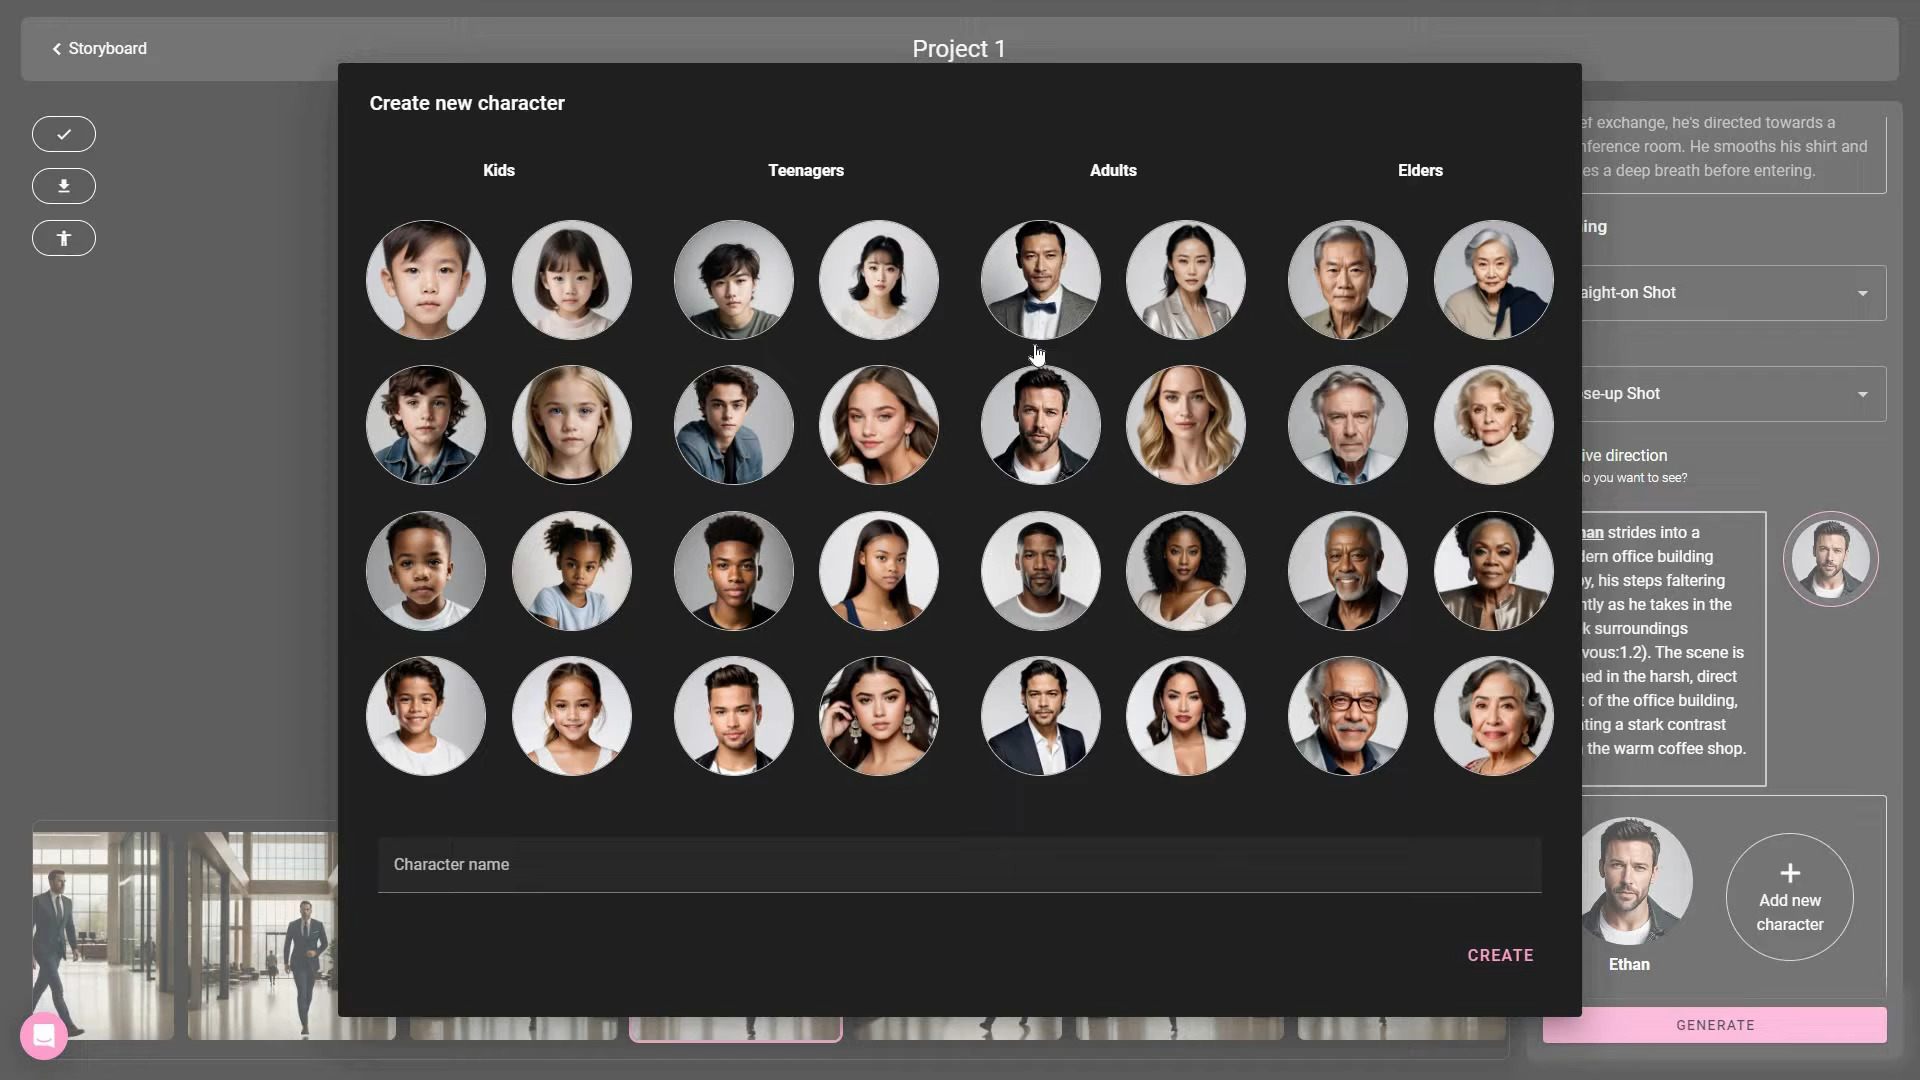 Storyboard
Project 1
Create new character
Kids
Teenagers
Adults
Elders
Character name
CREATE
ef exchange, he's directed towards a
nference room. He smooths his shirt and
es a deep breath before entering.
ing
aight-on Shot
se-up Shot
ive direction
o you want to see?
an strides into a
dern office building
y, his steps faltering
ntly as he takes in the
k surroundings
vous:1.2). The scene is
ned in the harsh, direct
t of the office building,
ating a stark contrast
the warm coffee shop.
Ethan
Add new
character
GENERATE